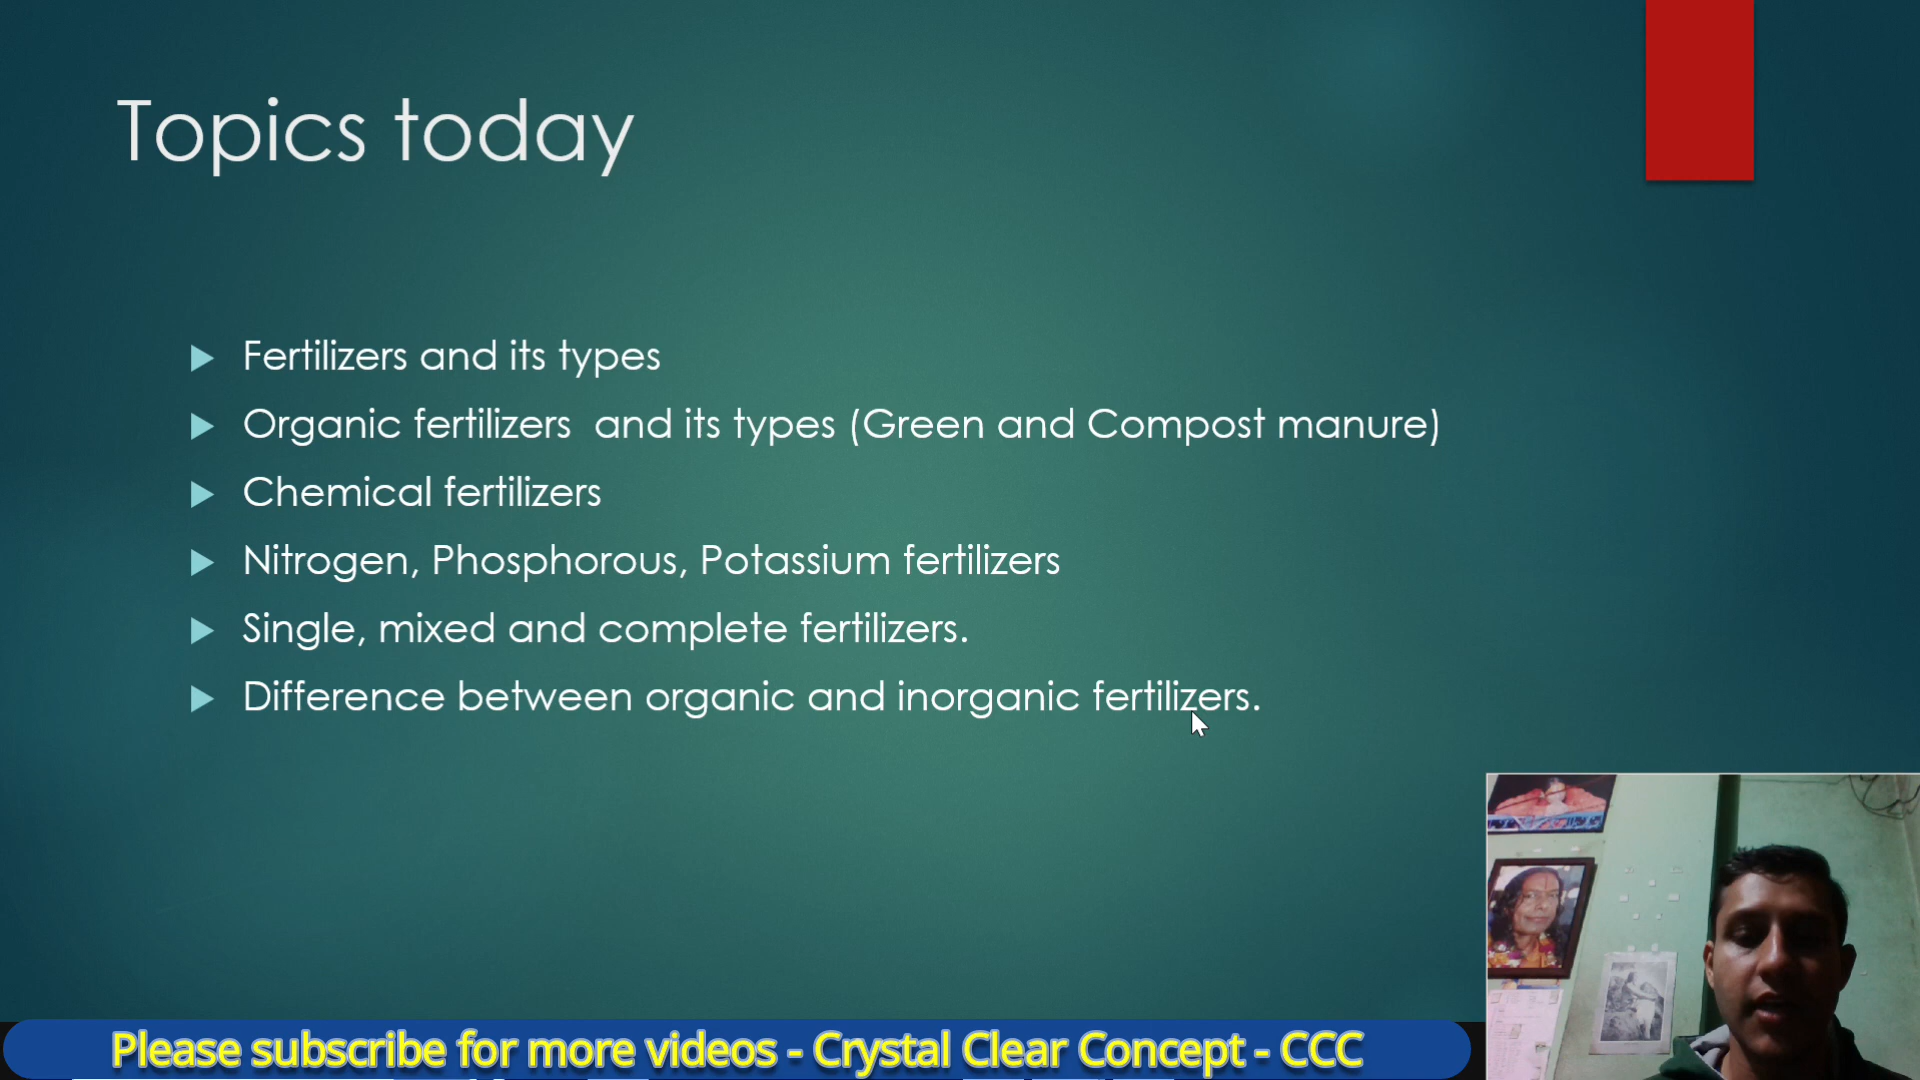 Topics today
Fertilizers and its types
Organic fertilizers  and its types (Green and Compost manure)
Chemical fertilizers
Nitrogen, Phosphorous, Potassium fertilizers
Single, mixed and complete fertilizers.
Difference between organic and inorganic fertilizers.
Please subscribe for more videos - Crystal Clear Concept - CCC